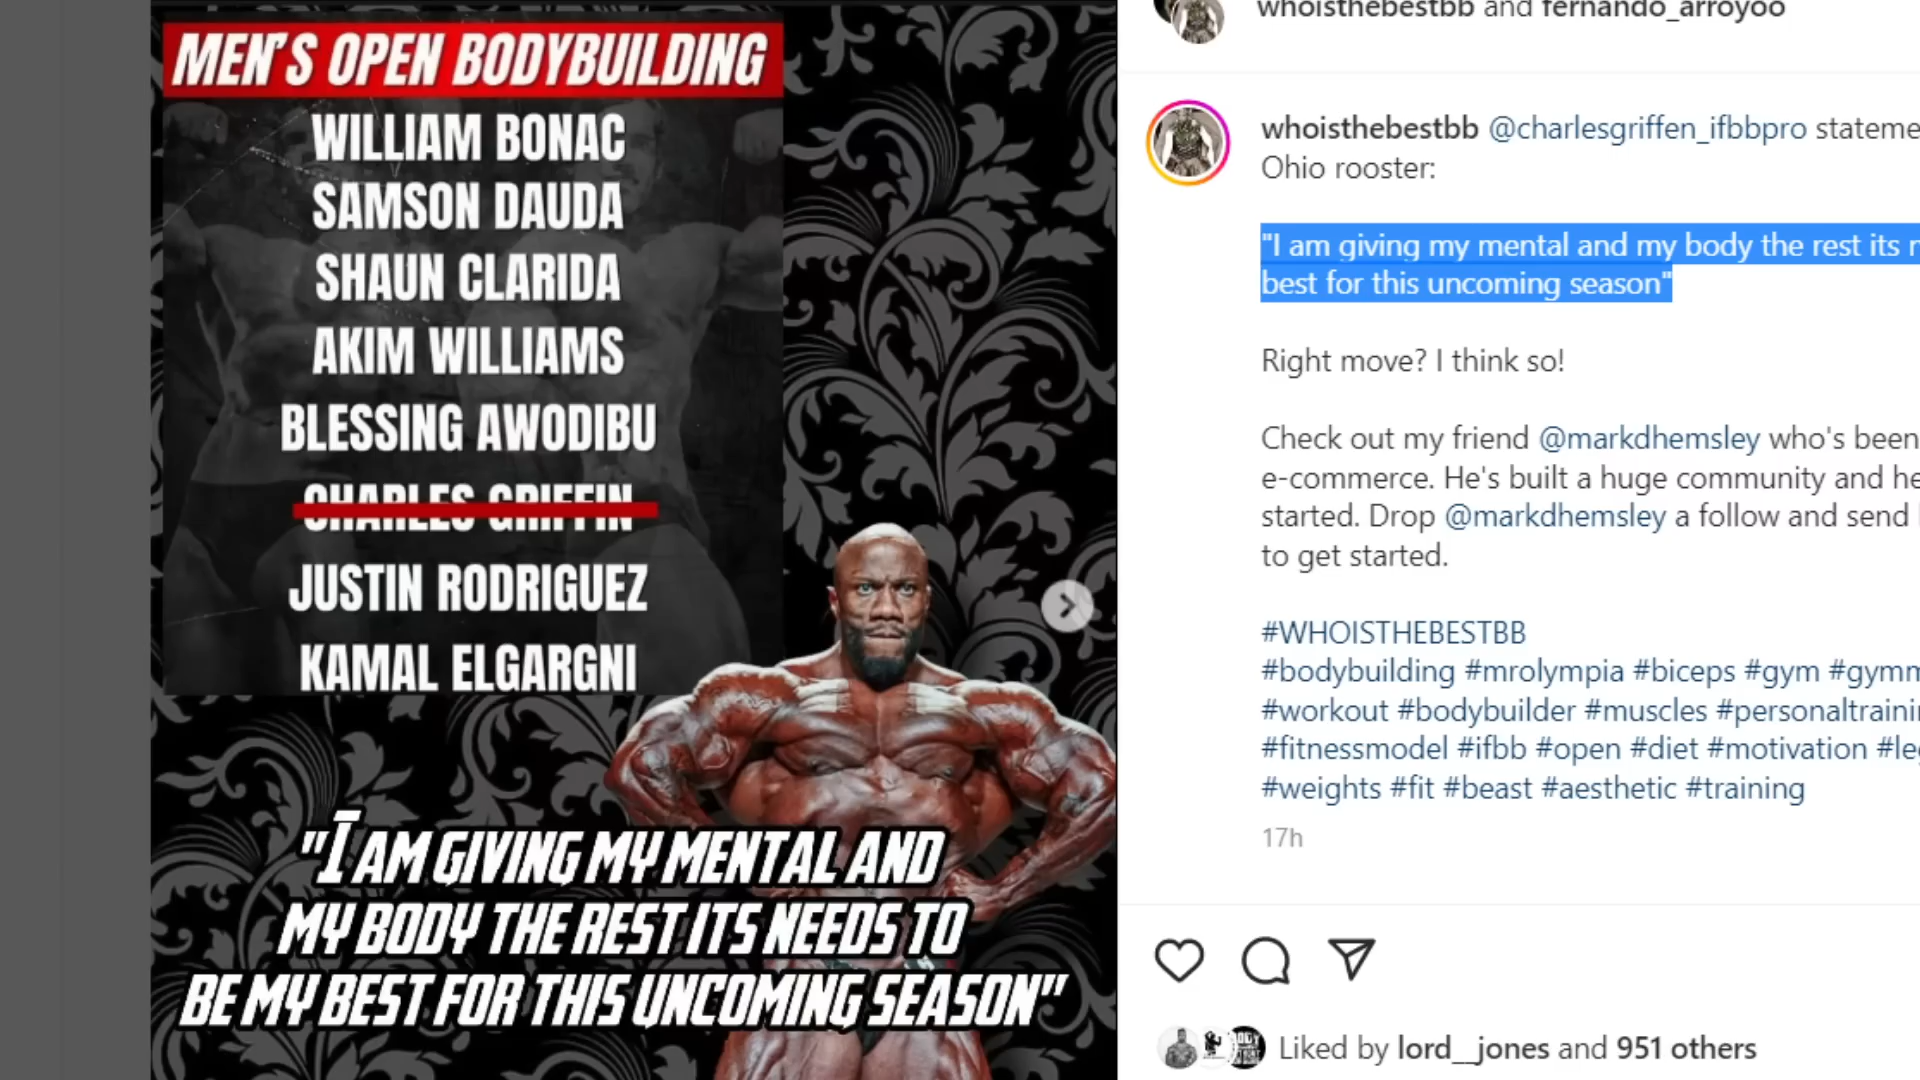 MEN'S OPEN BODYBUILDING
WILLIAM BONAC
SAMSON DAUDA
SHAUN CLARIDA
AKIM WILLIAMS
BLESSING AWODIBU
CHARLES GRIFFIN
JUSTIN RODRIGUEZ
KAMAL ELGARGNI
"I AM GIVING MY MENTAL AND
MY BODY THE REST ITS NEEDS TO
BE MY BEST FOR THIS UNCOMING SEASON"
whoisthebestbb and fernando_arroyoo
whoisthebestbb @charlesgriffen_ifbbpro stateme
Ohio rooster:
"I am giving my mental and my body the rest its n
best for this uncoming season"
Right move? I think so!
Check out my friend @markdhemsley who's been
e-commerce. He's built a huge community and he
started. Drop @markdhemsley a follow and send
to get started.
#WHOISTHEBESTBB
#bodybuilding #mrolympia #biceps #gym #gymm
#workout #bodybuilder #muscles #personaltraini
#fitnessmodel #ifbb #open #diet #motivation #leg
#weights #fit #beast #aesthetic #training
17h
Liked by lord__jones and 951 others